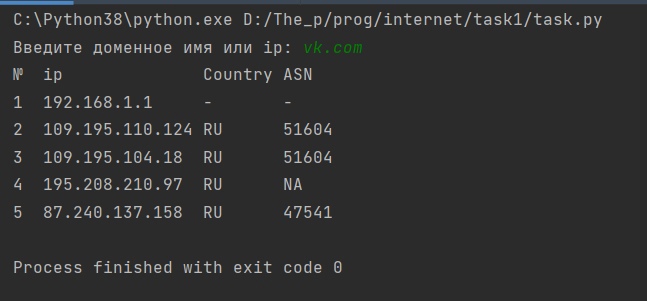 C:\Python38\python.exe D:/The_p/prog/internet/task1/task.py
Введите доменное имя или ip: vk.com
№ ip Country ASN
1 192.168.1.1 - -
2 109.195.110.124 RU 51604
3 109.195.104.18 RU 51604
4 195.208.210.97 RU NA
5 87.240.137.158 RU 47541
Process finished with exit code 0